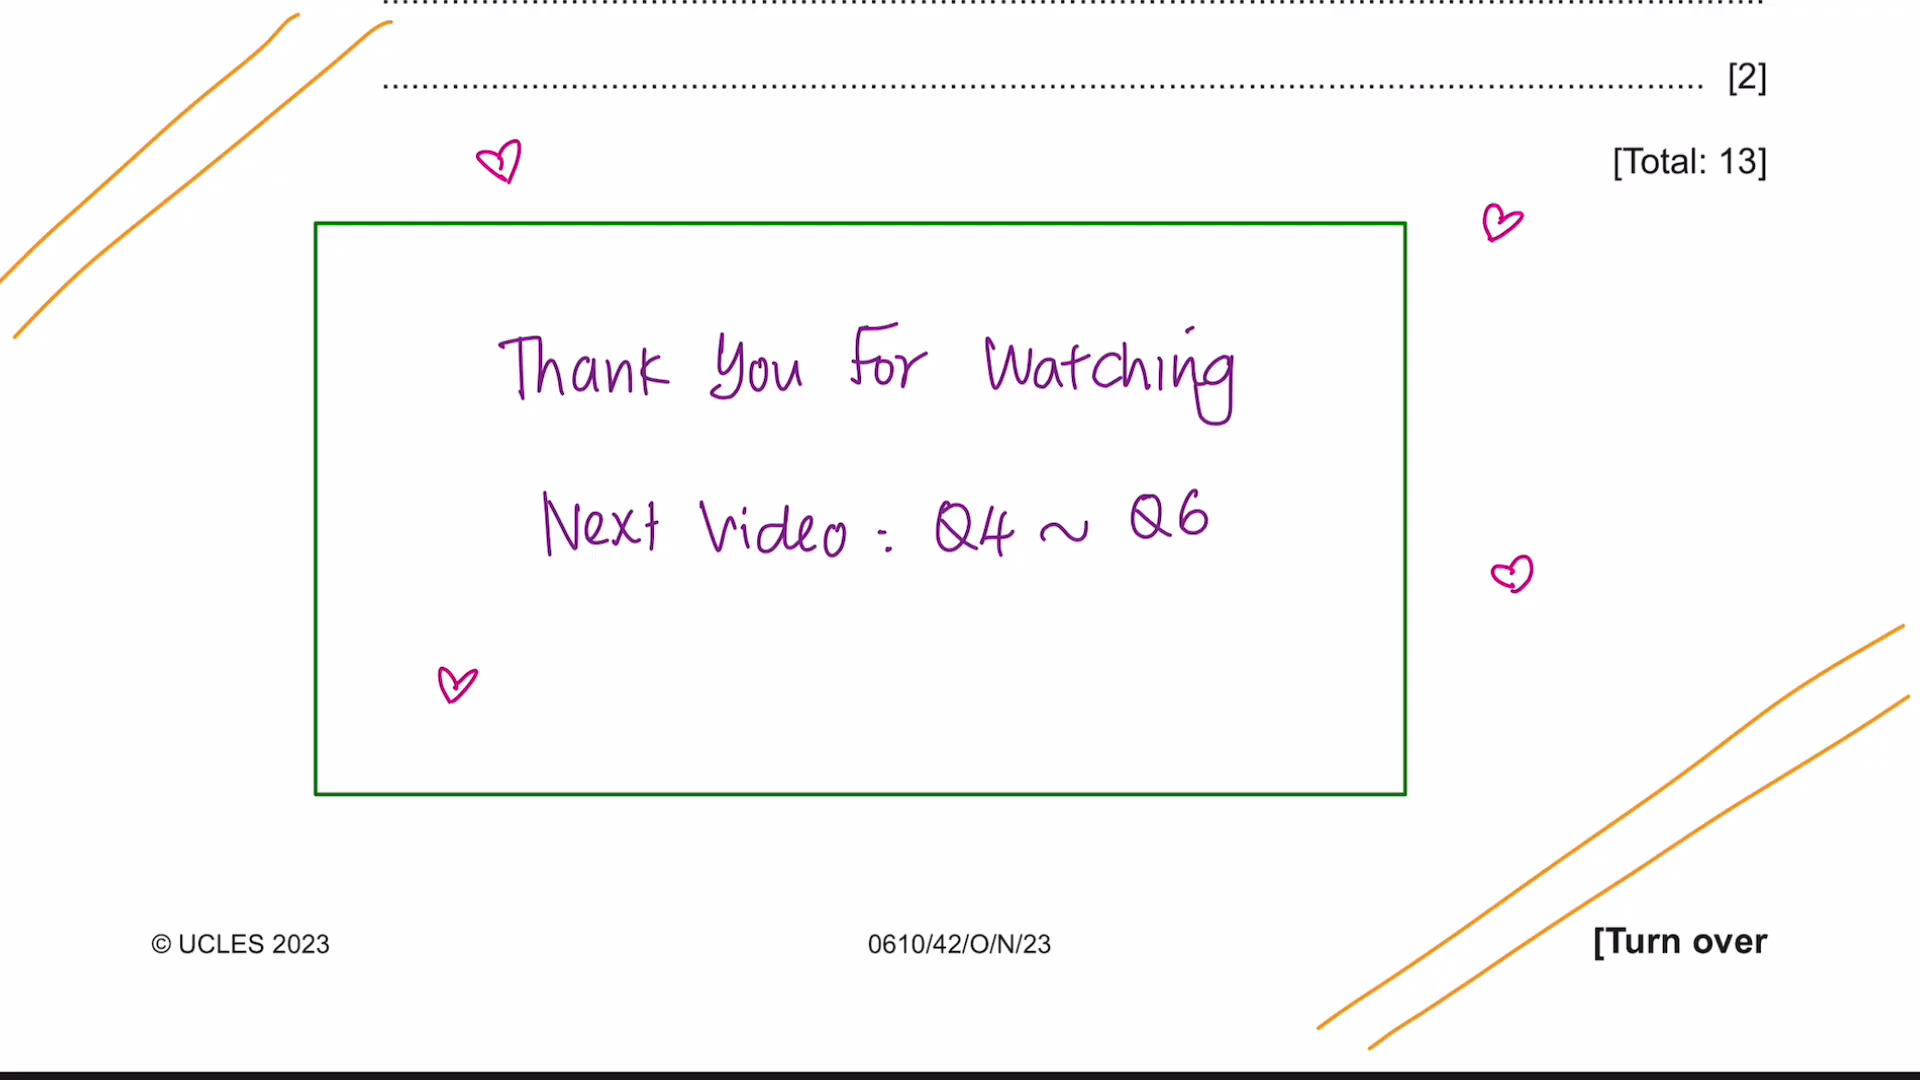 [2]
[Total: 13]
Thank You For Watching
Next Video : Q4 ~ Q6
© UCLES 2023
0610/42/O/N/23
[Turn over